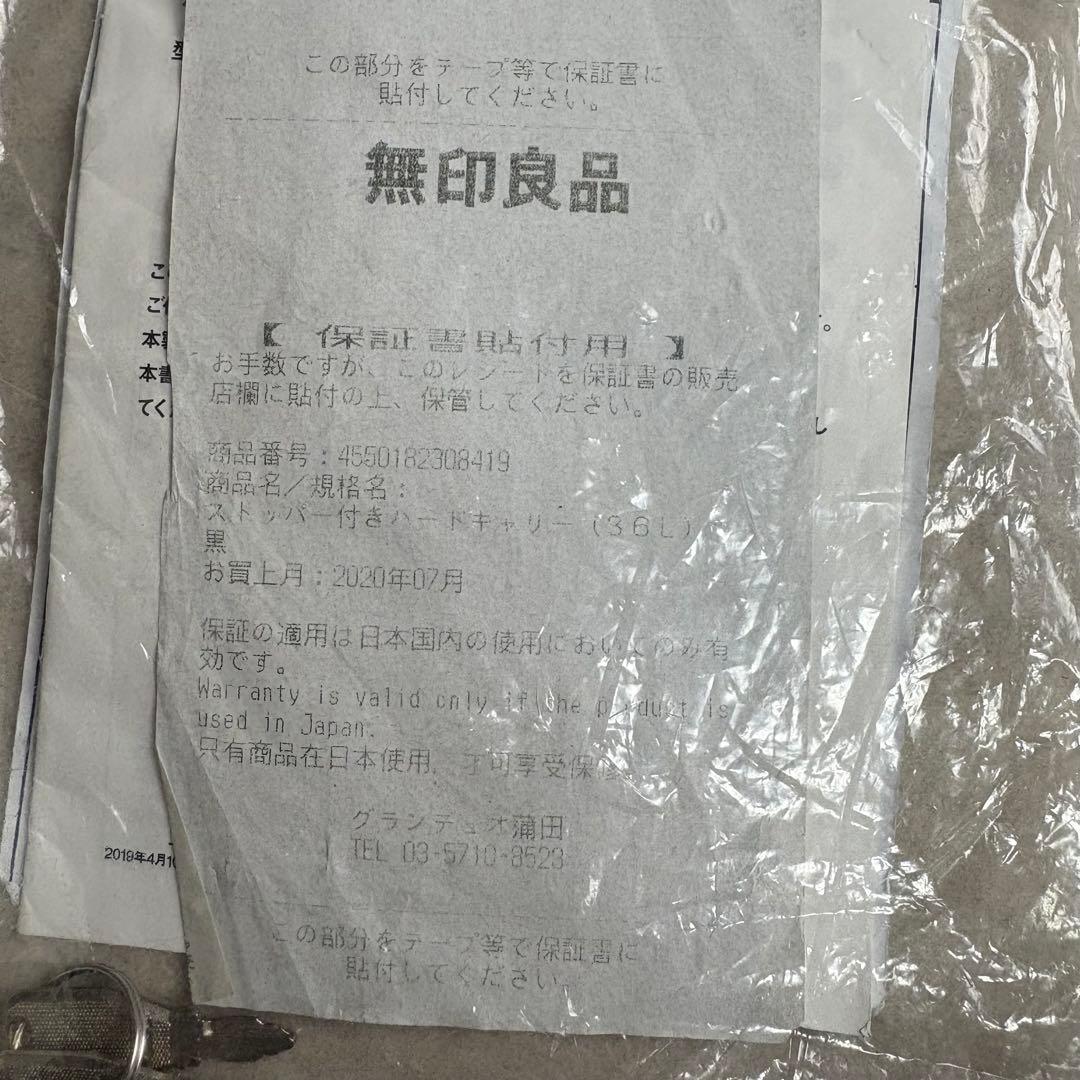 この部分をテープ等で保証書に
貼付してください。
無印良品
【 保証書貼付用 】
お手数ですが、このレシートを保証書の販売
店欄に貼付の上、保管してください。
商品番号:4550182308419
商品名/規格名:
ストッパー付きハードキャリー(36L)
黒
お買上月:2020年07月
保証の適用は日本国内の使用においてのみ有
効です。
Warranty is valid only if the product is
used in Japan.
只有商品在日本使用,才可享受保修。
グランデュオ蒲田
TEL 03-5710-8523
この部分をテープ等で保証書に
貼付してください。
型
こ
ご
本
本書
てく
。
し
2019年4月1